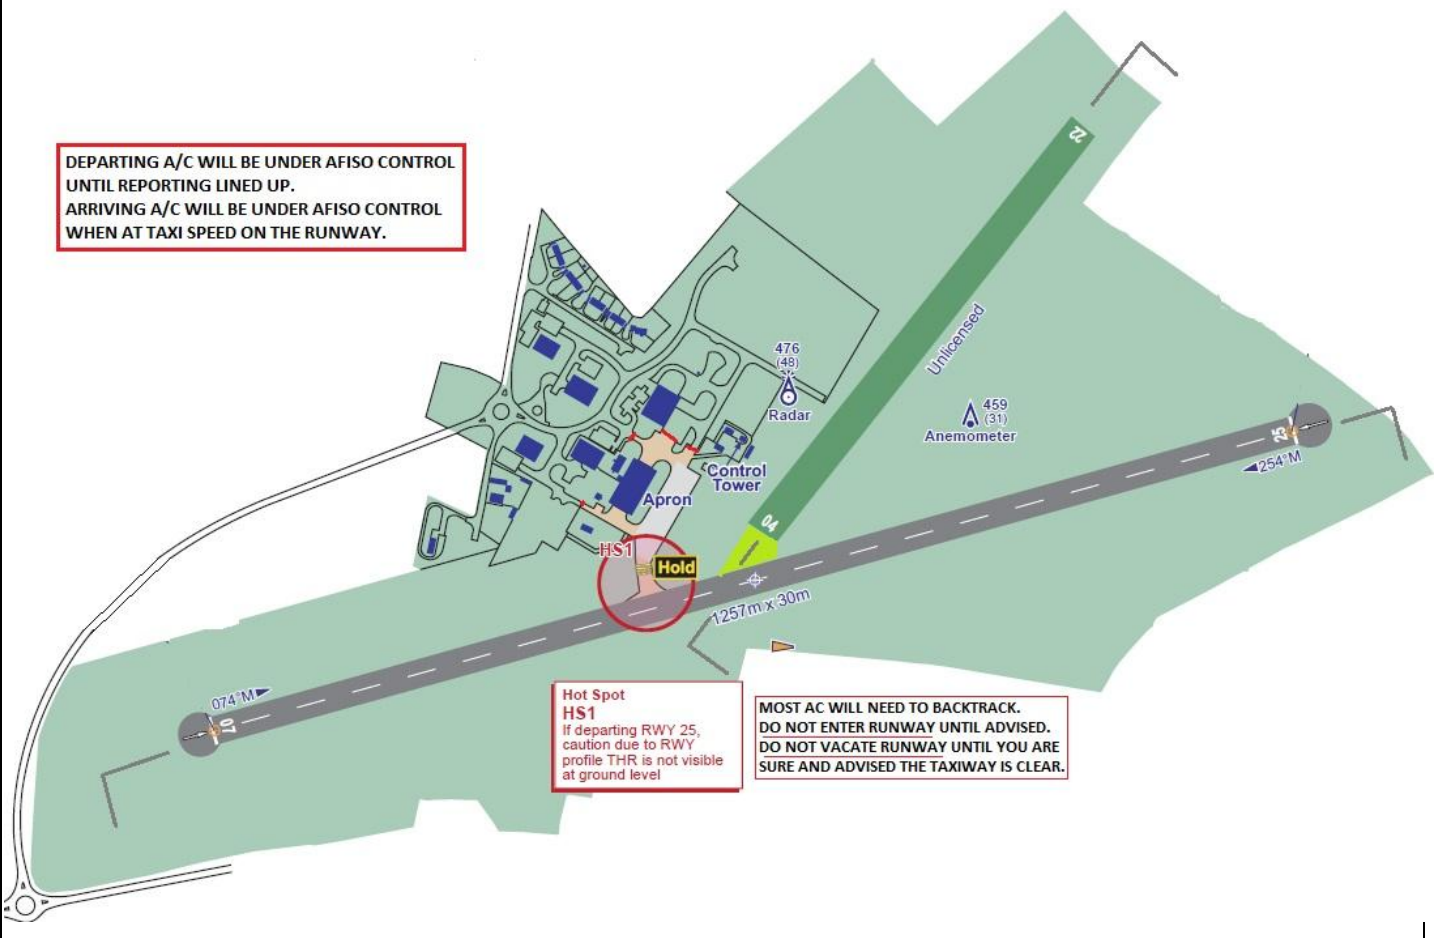 DEPARTING A/C WILL BE UNDER AFISO CONTROL
UNTIL REPORTING LINED UP.
ARRIVING A/C WILL BE UNDER AFISO CONTROL
WHEN AT TAXI SPEED ON THE RUNWAY.
22
Unlicensed
476
(48)
Radar
459
(31)
Anemometer
25
254°M
Control
Tower
Apron
04
HS1
Hold
1257m x 30m
074°M
07
Hot Spot
HS1
If departing RWY 25,
caution due to RWY
profile THR is not visible
at ground level
MOST AC WILL NEED TO BACKTRACK.
DO NOT ENTER RUNWAY UNTIL ADVISED.
DO NOT VACATE RUNWAY UNTIL YOU ARE
SURE AND ADVISED THE TAXIWAY IS CLEAR.